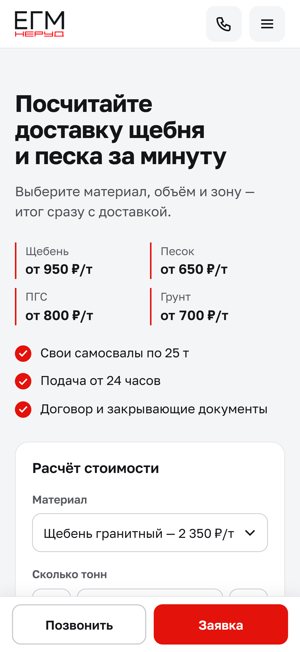 ЕГМ
НЕРУД
Посчитайте
доставку щебня
и песка за минуту
Выберите материал, объём и зону —
итог сразу с доставкой.
Щебень
от 950 ₽/т
Песок
от 650 ₽/т
ПГС
от 800 ₽/т
Грунт
от 700 ₽/т
Свои самосвалы по 25 т
Подача от 24 часов
Договор и закрывающие документы
Расчёт стоимости
Материал
Щебень гранитный — 2 350 ₽/т
Сколько тонн
Позвонить
Заявка